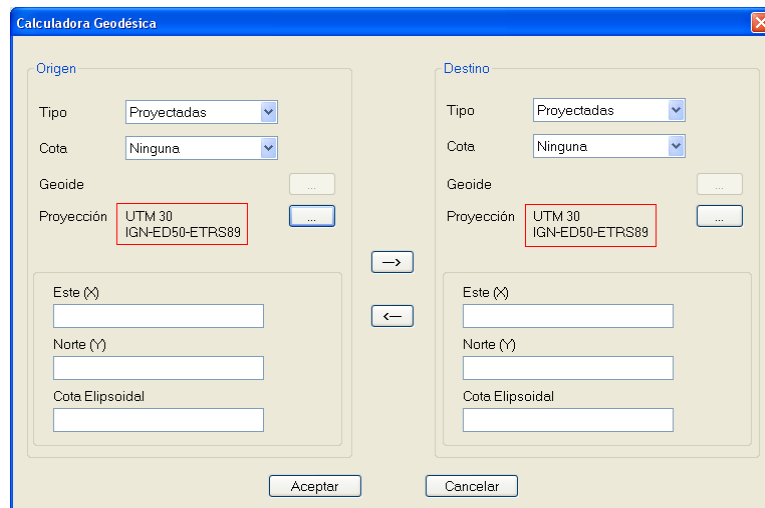 Calculadora Geodésica
Origen
Tipo
Proyectadas
Cota
Ninguna
Geoide
...
Proyección
UTM 30
IGN-ED50-ETRS89
...
Este (X)
Norte (Y)
Cota Elipsoidal
-->
<--
Destino
Tipo
Proyectadas
Cota
Ninguna
Geoide
...
Proyección
UTM 30
IGN-ED50-ETRS89
...
Este (X)
Norte (Y)
Cota Elipsoidal
Aceptar
Cancelar